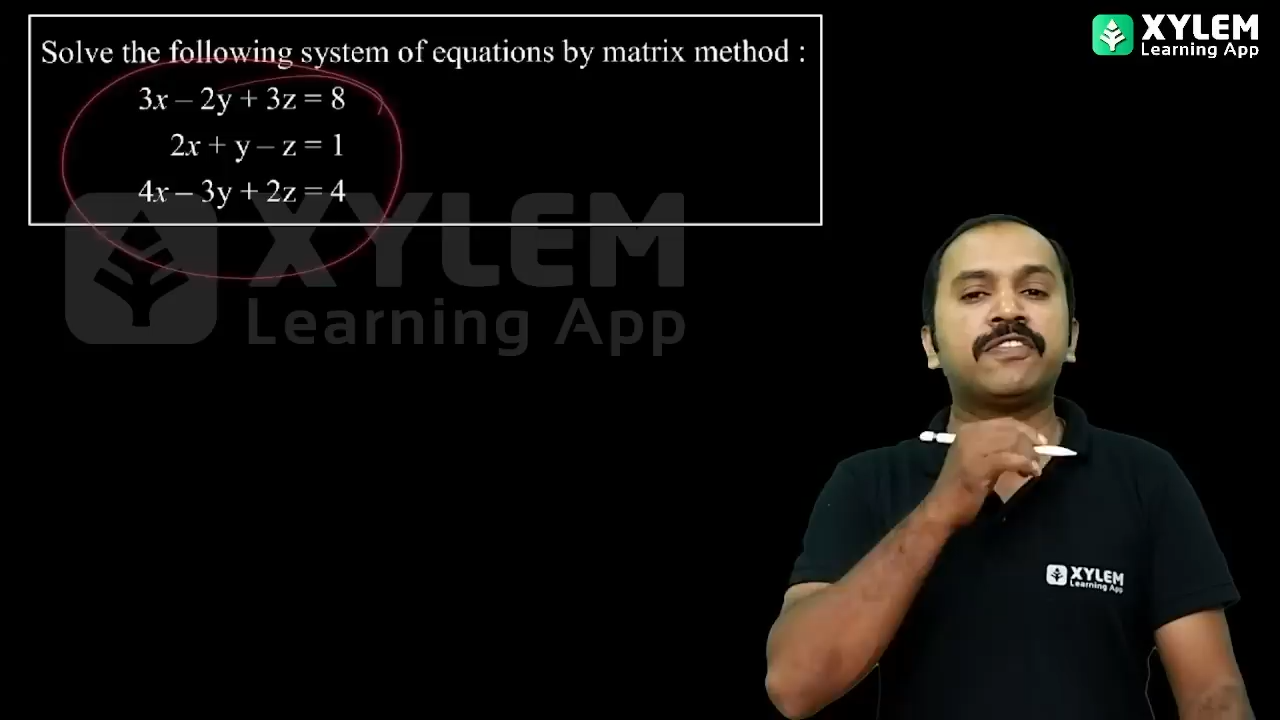 Solve the following system of equations by matrix method :
3x – 2y + 3z = 8
2x + y – z = 1
4x – 3y + 2z = 4
XYLEM
Learning App
XYLEM
Learning App
XYLEM
Learning App